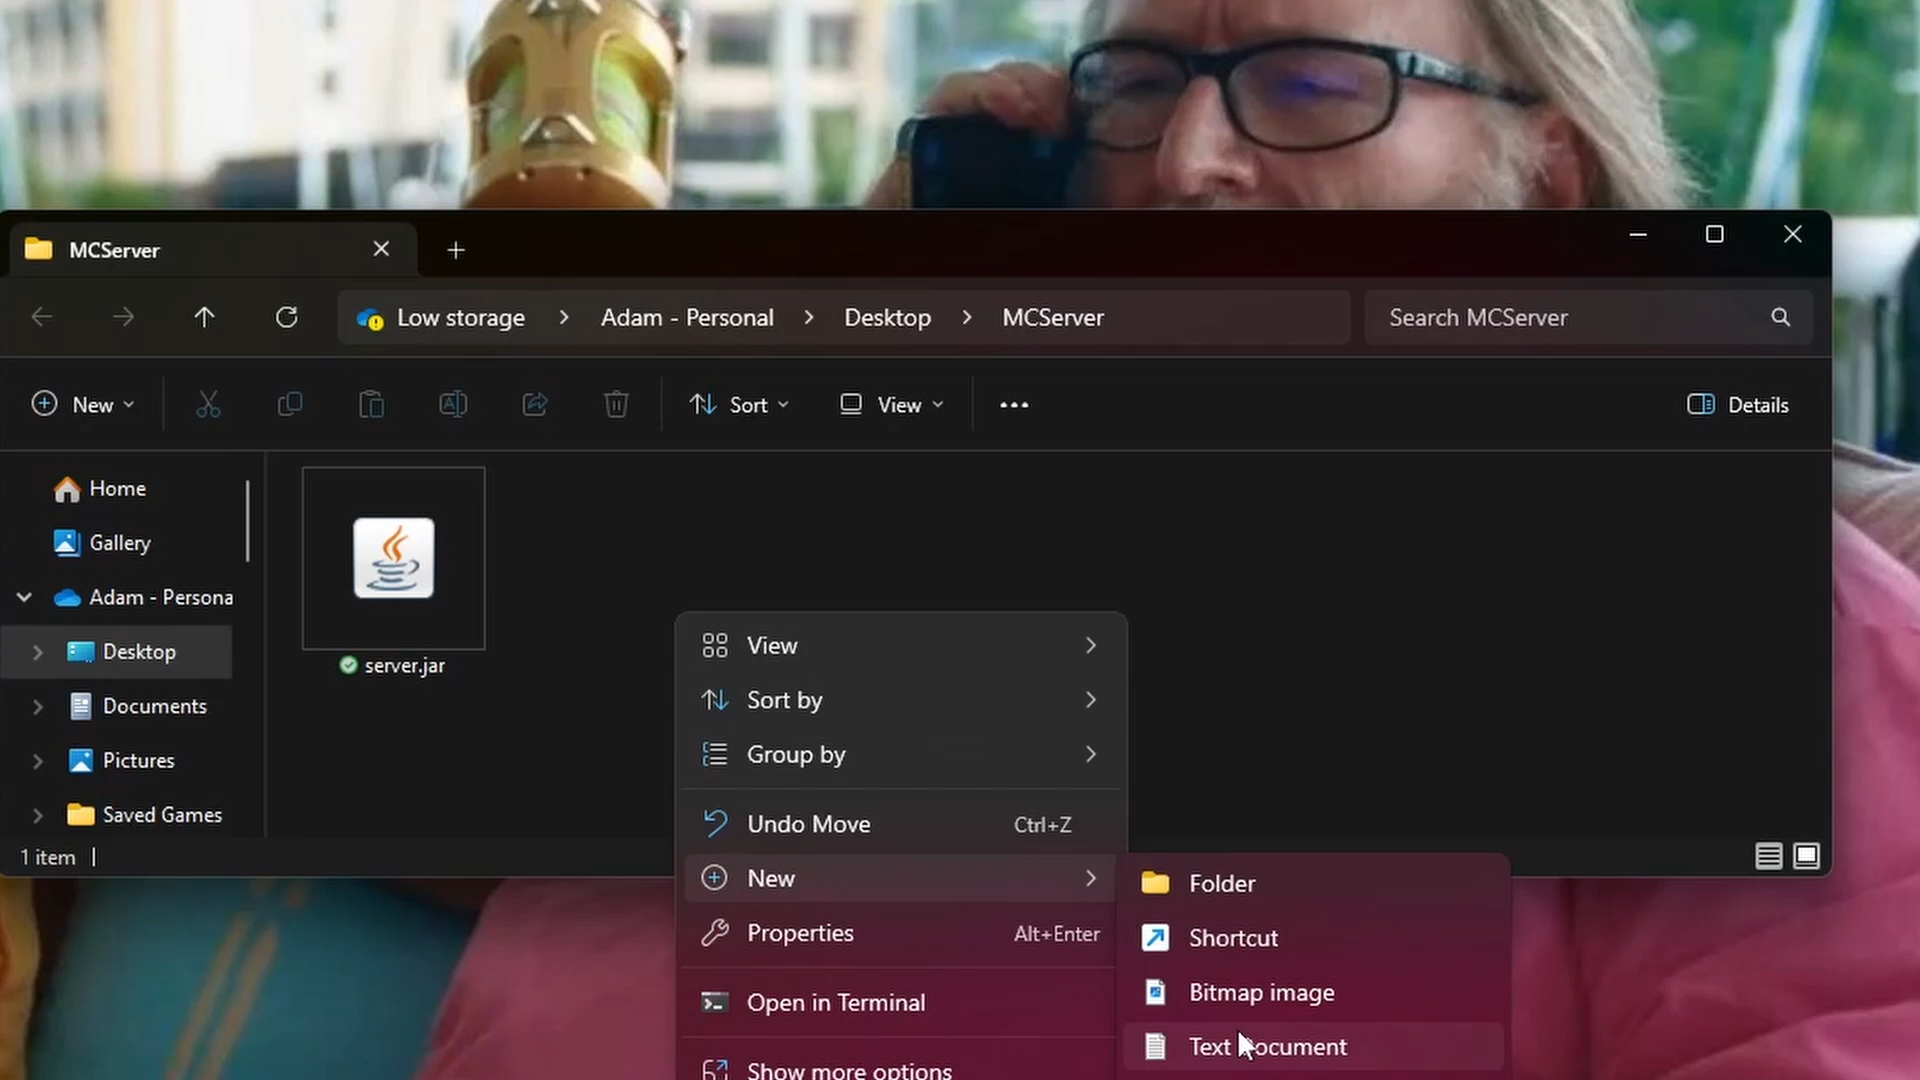 MCServer
Low storage > Adam - Personal > Desktop > MCServer
Search MCServer
New
Sort
View
Details
Home
Gallery
Adam - Persona
Desktop
Documents
Pictures
Saved Games
server.jar
1 item
View
Sort by
Group by
Undo Move Ctrl+Z
New
Properties Alt+Enter
Open in Terminal
Show more options
Folder
Shortcut
Bitmap image
Text Document